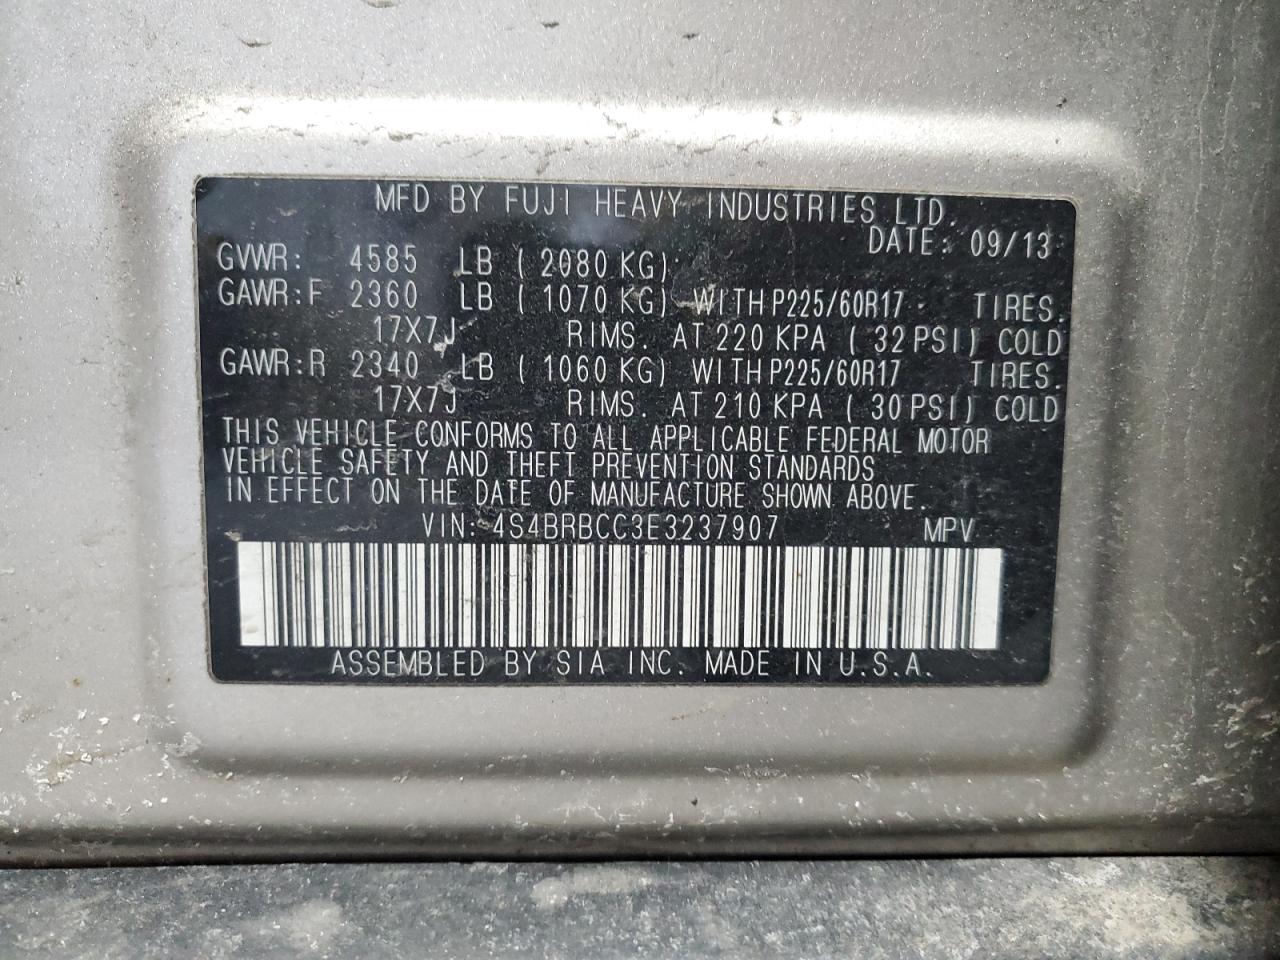 MFD BY FUJI HEAVY INDUSTRIES LTD.
DATE: 09/13
GVWR: 4585 LB ( 2080 KG)
GAWR:F 2360 LB ( 1070 KG) WITH P225/60R17 TIRES.
17X7J RIMS. AT 220 KPA ( 32 PSI) COLD
GAWR:R 2340 LB ( 1060 KG) WITH P225/60R17 TIRES.
17X7J RIMS. AT 210 KPA ( 30 PSI) COLD
THIS VEHICLE CONFORMS TO ALL APPLICABLE FEDERAL MOTOR
VEHICLE SAFETY AND THEFT PREVENTION STANDARDS
IN EFFECT ON THE DATE OF MANUFACTURE SHOWN ABOVE.
VIN: 4S4BRBCC3E3237907 MPV
ASSEMBLED BY SIA INC. MADE IN U.S.A.